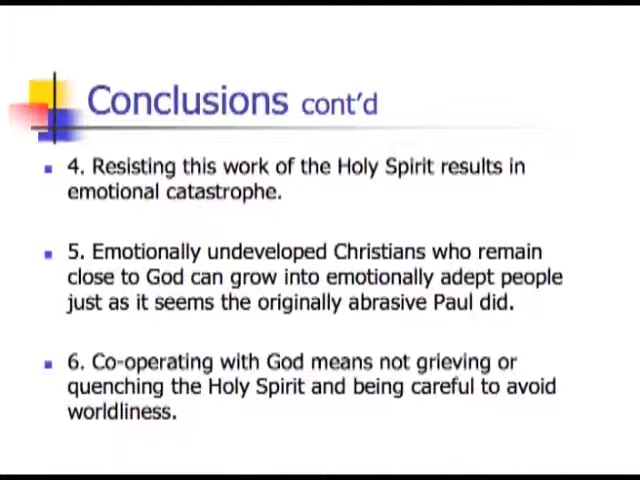 Conclusions cont'd
4. Resisting this work of the Holy Spirit results in
emotional catastrophe.
5. Emotionally undeveloped Christians who remain
close to God can grow into emotionally adept people
just as it seems the originally abrasive Paul did.
6. Co-operating with God means not grieving or
quenching the Holy Spirit and being careful to avoid
worldliness.